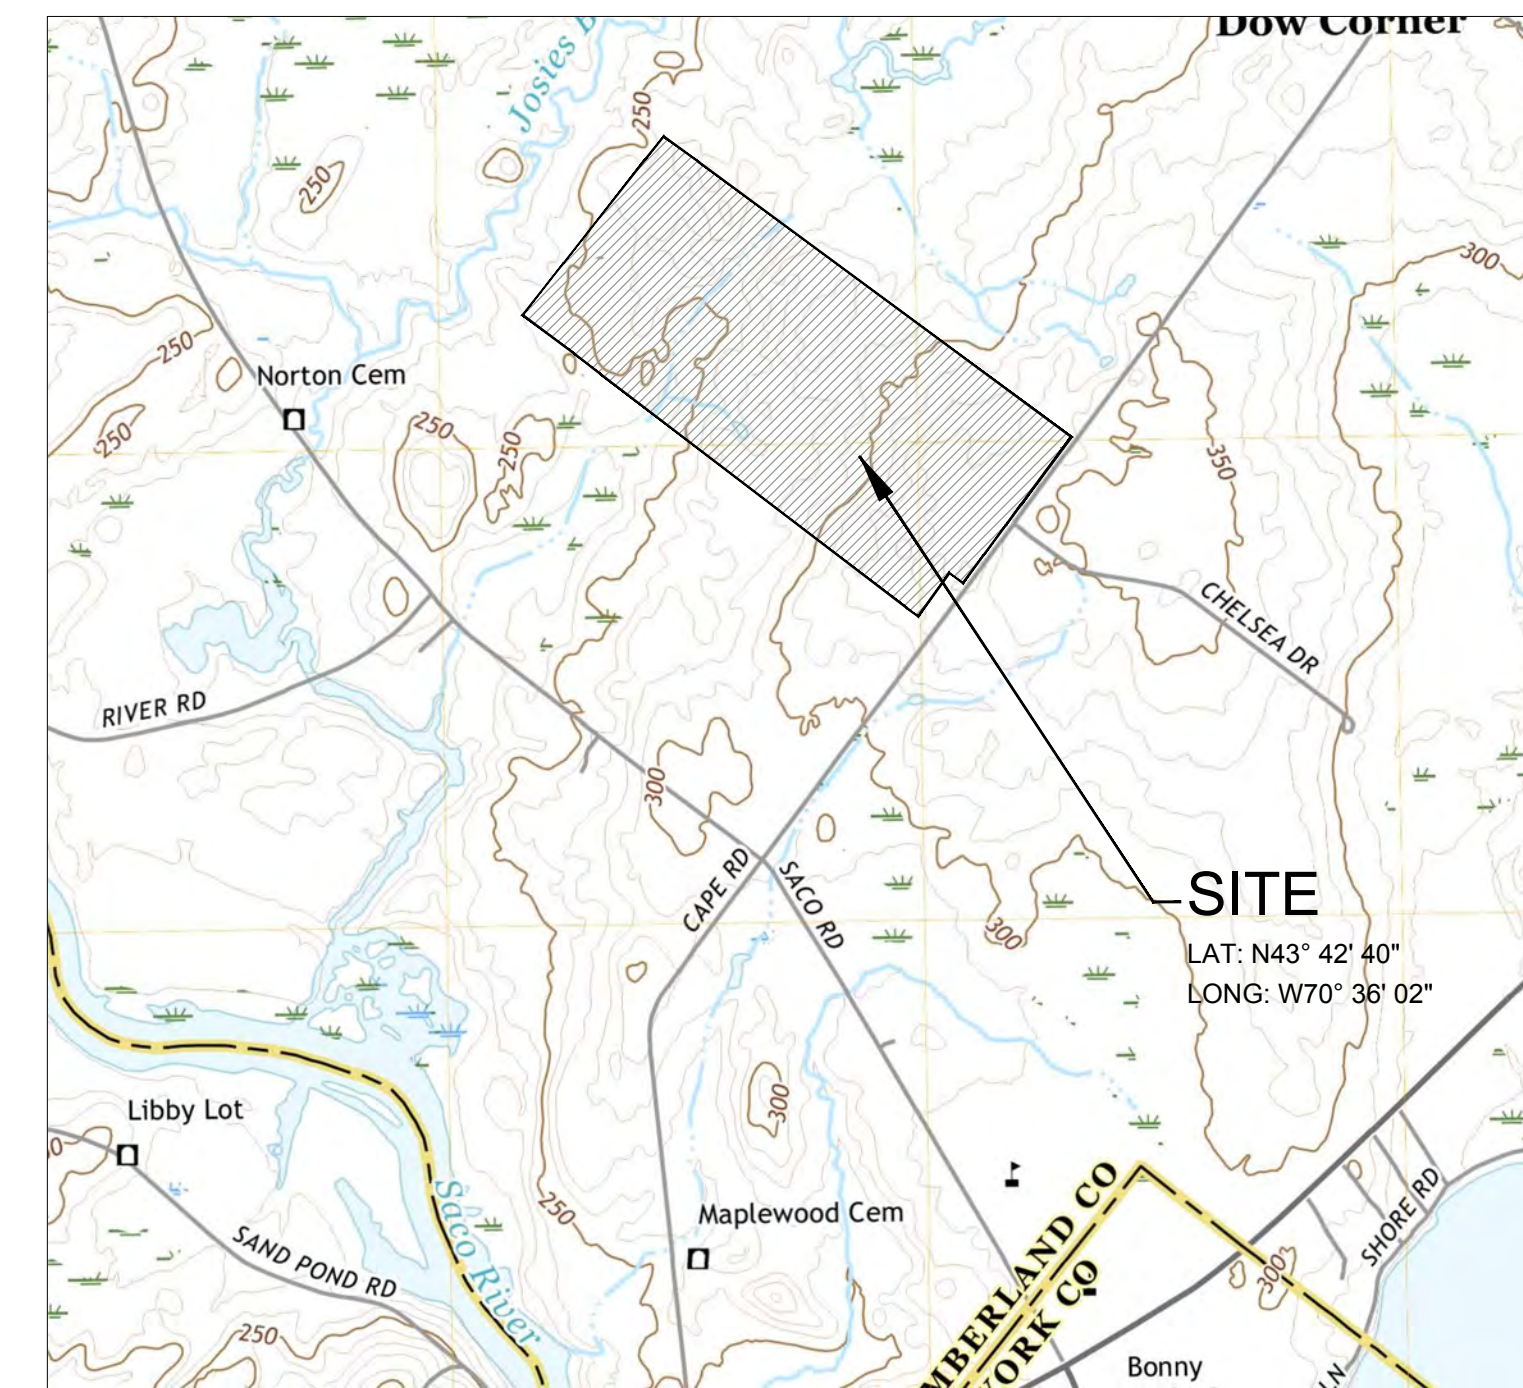 Dow Corner
Josies B
250
250
300
250
Norton Cem
250
250
250
350
CHELSEA DR
RIVER RD
300
CAPE RD
SACO RD
SITE
300
LAT: N43° 42' 40"
LONG: W70° 36' 02"
Libby Lot
300
250
Saco River
Maplewood Cem
SAND POND RD
MBERLAND CO
YORK CO
SHORE RD
300
250
Bonny
LN